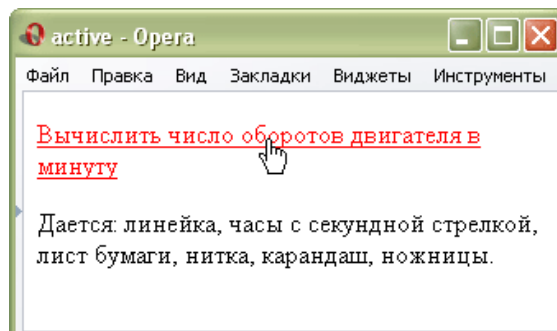 active - Opera
Файл Правка Вид Закладки Виджеты Инструменты
Вычислить число оборотов двигателя в
минуту
Дается: линейка, часы с секундной стрелкой,
лист бумаги, нитка, карандаш, ножницы.